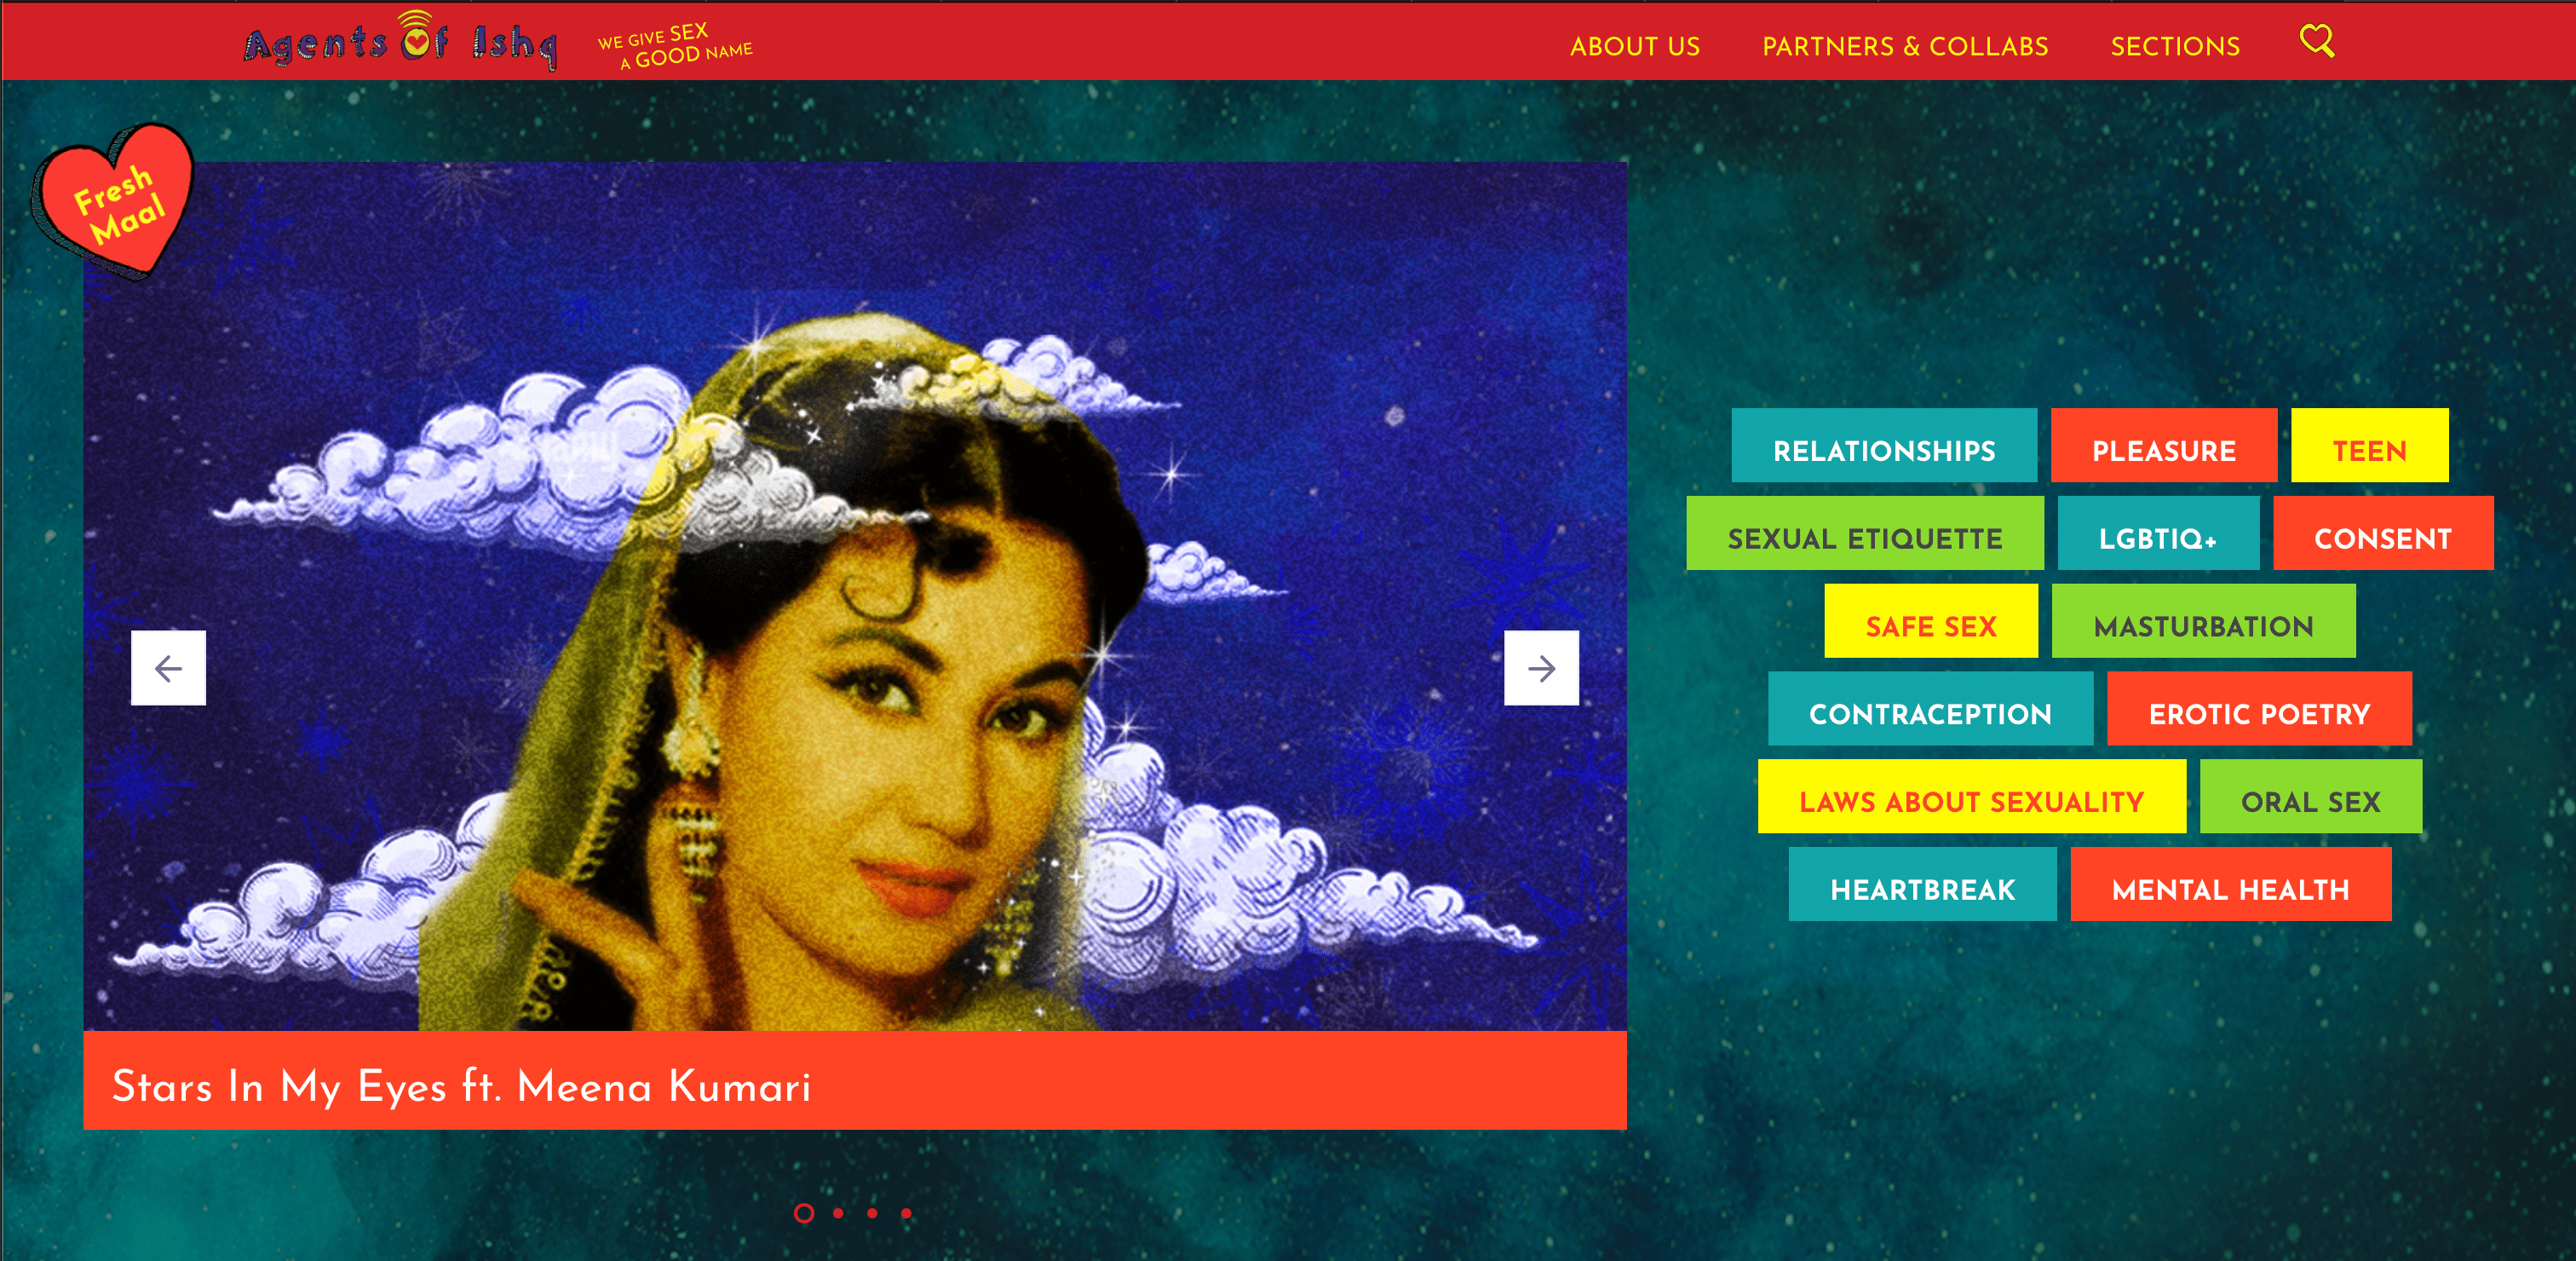 Agents Of Ishq
WE GIVE SEX
A GOOD NAME
ABOUT US
PARTNERS & COLLABS
SECTIONS
Fresh
Maal
RELATIONSHIPS
PLEASURE
TEEN
SEXUAL ETIQUETTE
LGBTIQ+
CONSENT
SAFE SEX
MASTURBATION
CONTRACEPTION
EROTIC POETRY
LAWS ABOUT SEXUALITY
ORAL SEX
HEARTBREAK
MENTAL HEALTH
Stars In My Eyes ft. Meena Kumari